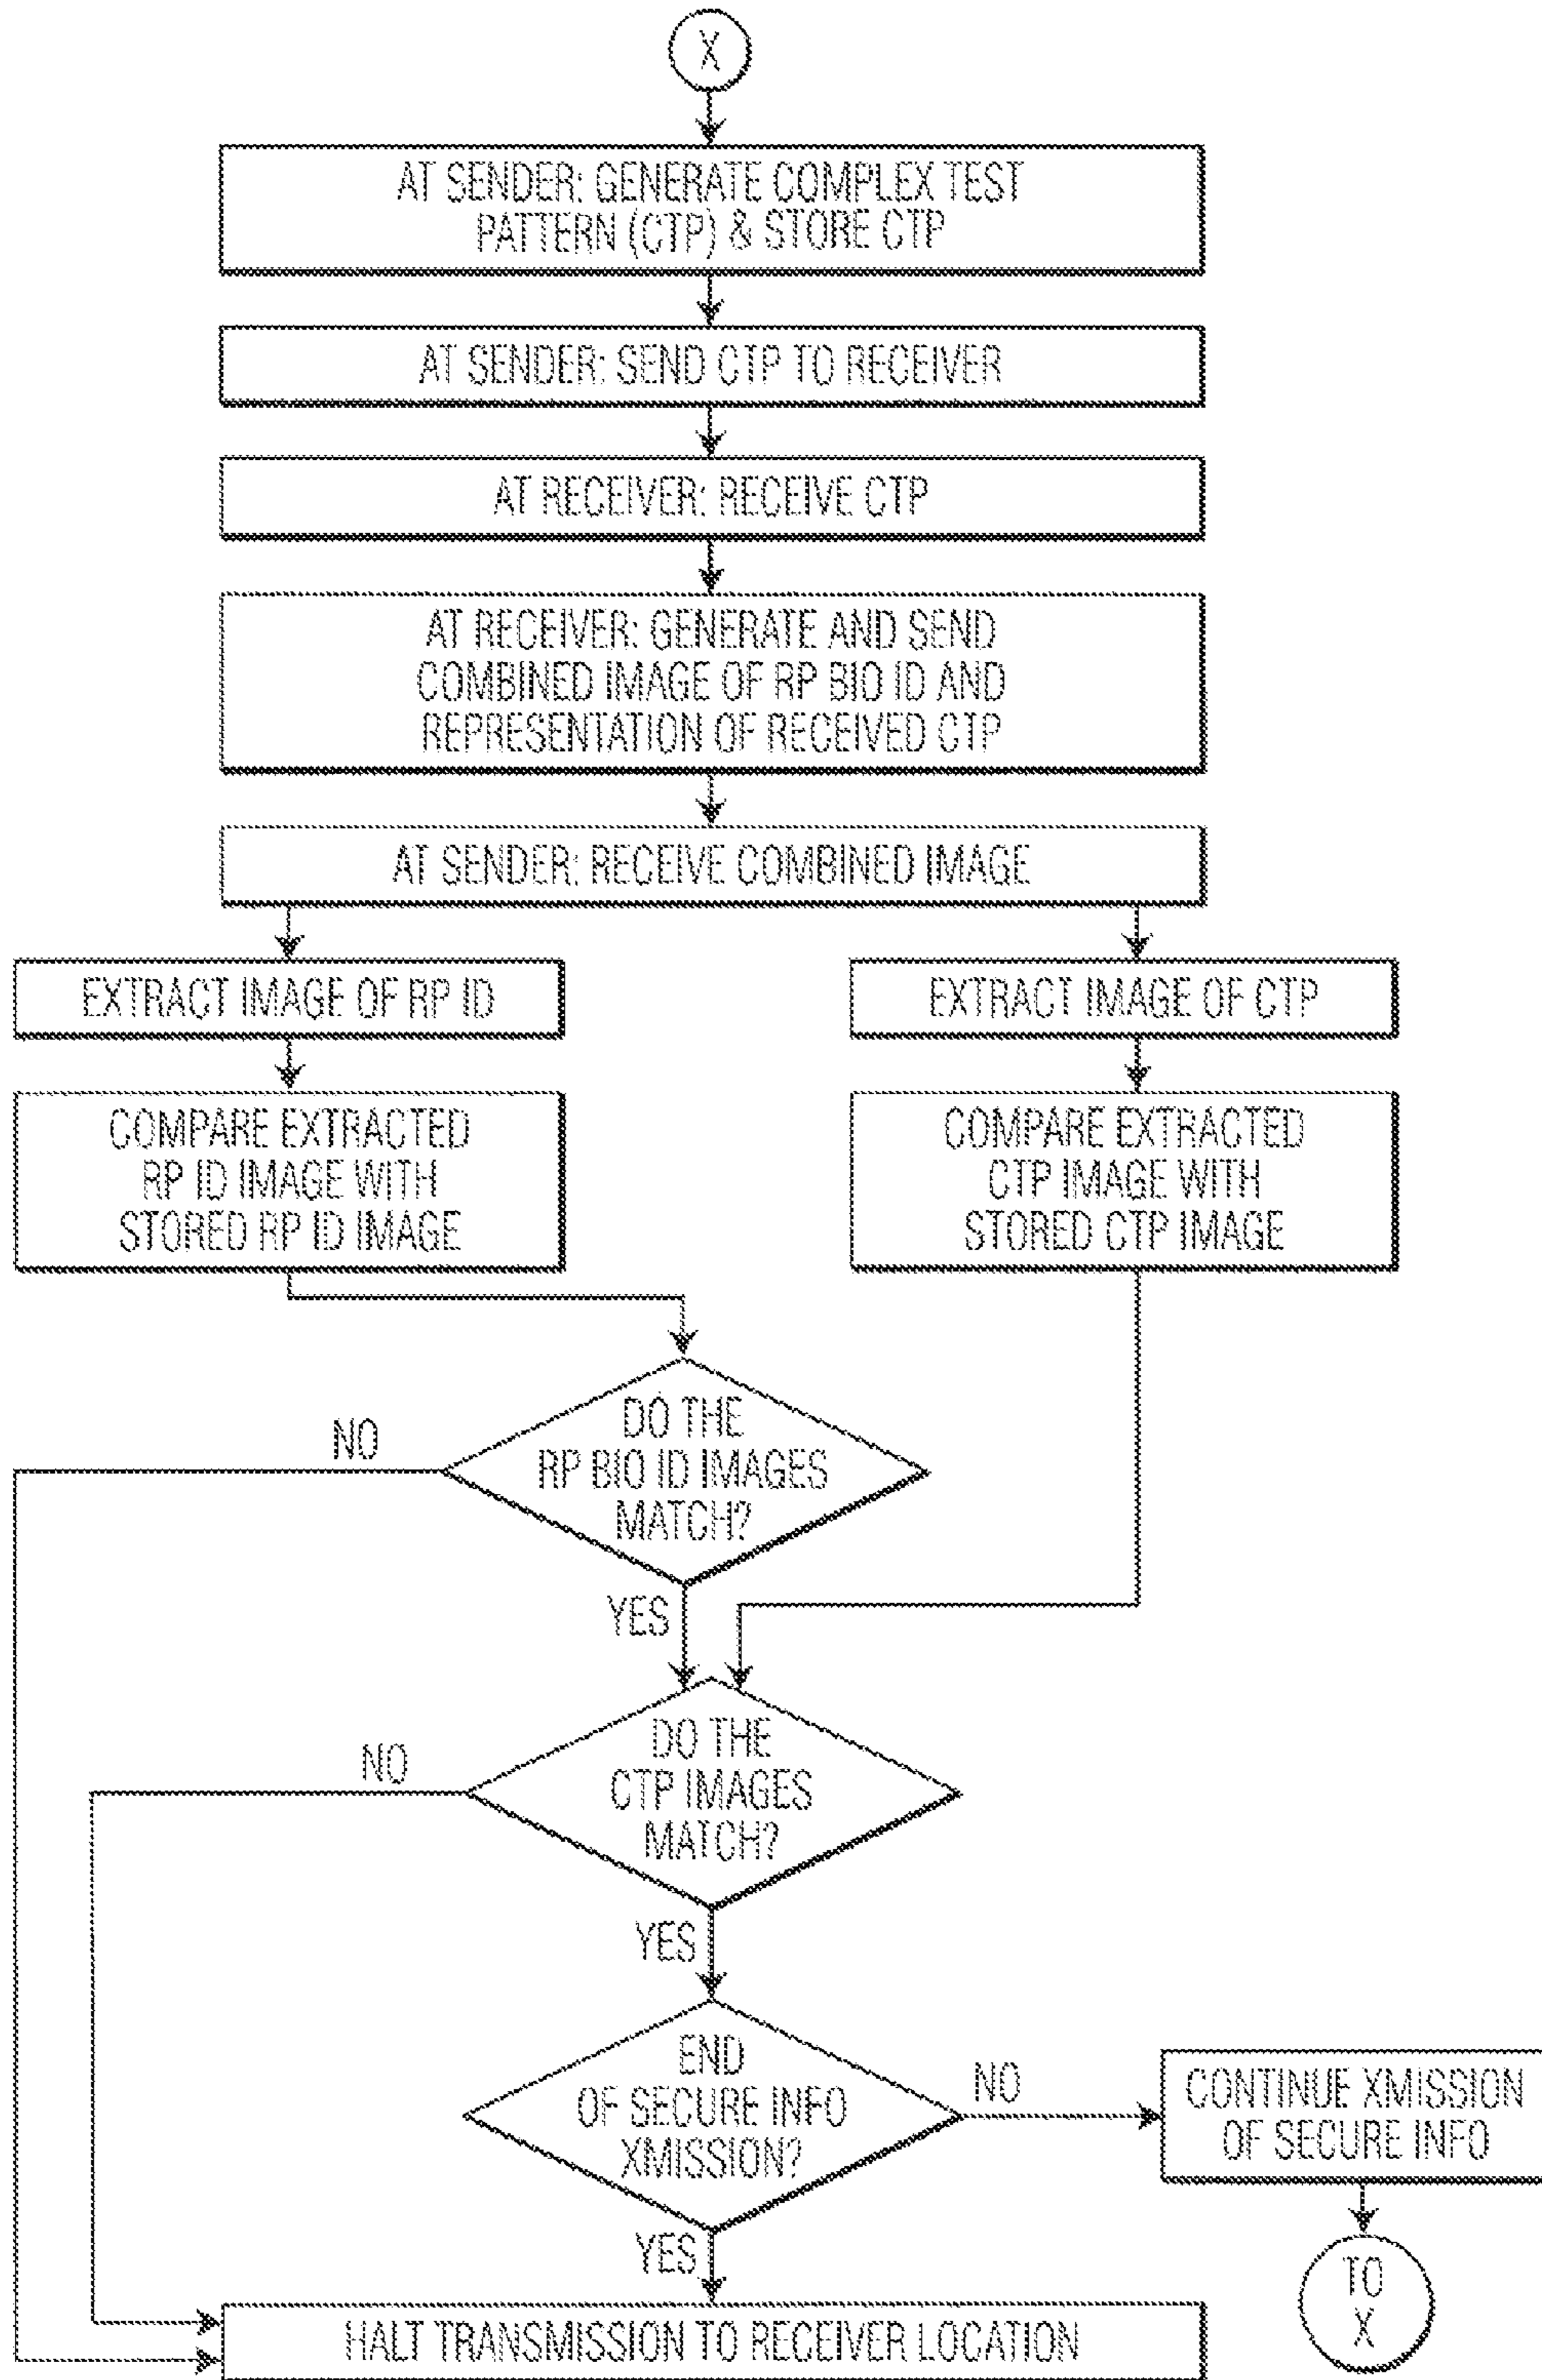 X
AT SENDER: GENERATE COMPLEX TEST
PATTERN (CTP) & STORE CTP
AT SENDER: SEND CTP TO RECEIVER
AT RECEIVER: RECEIVE CTP
AT RECEIVER: GENERATE AND SEND
COMBINED IMAGE OF RP BIO ID AND
REPRESENTATION OF RECEIVED CTP
AT SENDER: RECEIVE COMBINED IMAGE
EXTRACT IMAGE OF RP ID
EXTRACT IMAGE OF CTP
COMPARE EXTRACTED
RP ID IMAGE WITH
STORED RP ID IMAGE
COMPARE EXTRACTED
CTP IMAGE WITH
STORED CTP IMAGE
DO THE
RP BIO ID IMAGES
MATCH?
NO
YES
DO THE
CTP IMAGES
MATCH?
NO
YES
END
OF SECURE INFO
XMISSION?
NO
CONTINUE XMISSION
OF SECURE INFO
YES
TO
X
HALT TRANSMISSION TO RECEIVER LOCATION